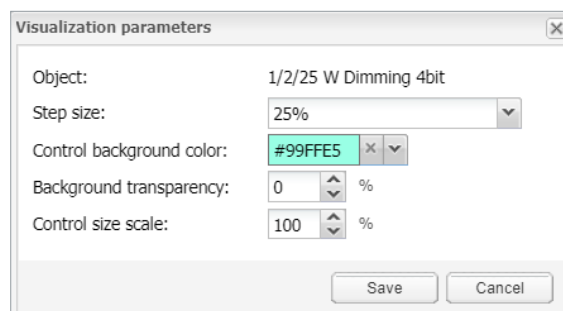 Visualization parameters
Object: 1/2/25 W Dimming 4bit
Step size: 25%
Control background color: #99FFE5
Background transparency: 0 %
Control size scale: 100 %
Save Cancel